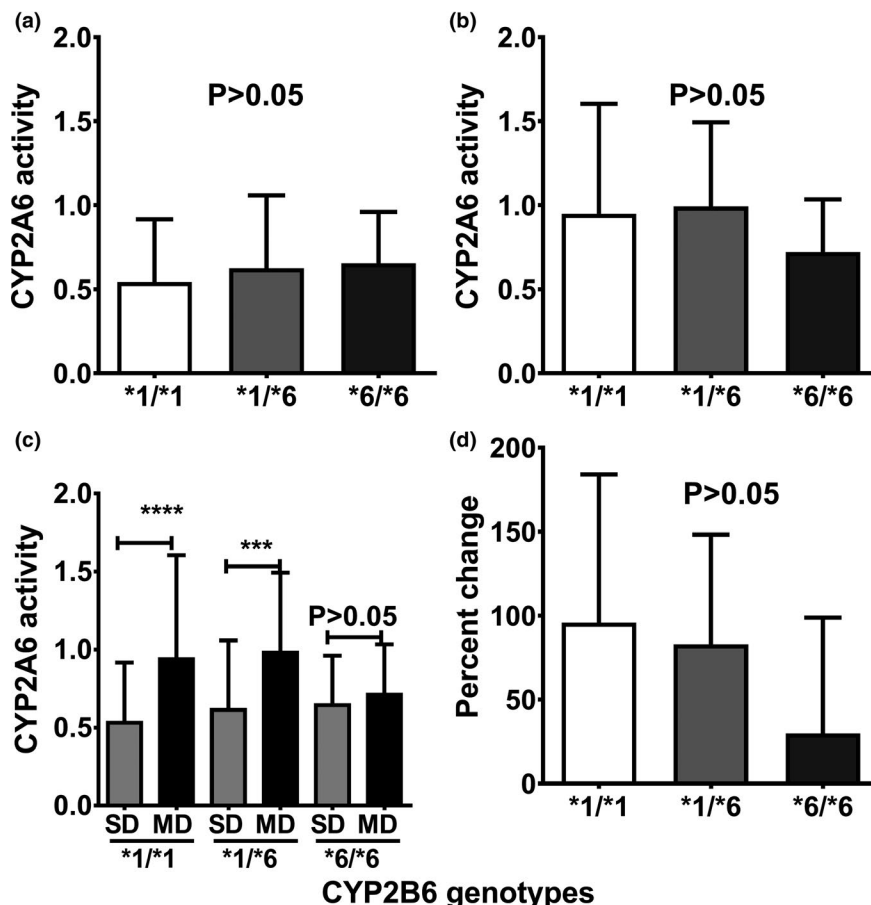 (a)
2.0
1.5
1.0
0.5
0.0
CYP2A6 activity
P>0.05
*1/*1 *1/*6 *6/*6
(b)
2.0
1.5
1.0
0.5
0.0
CYP2A6 activity
P>0.05
*1/*1 *1/*6 *6/*6
(c)
2.0
1.5
1.0
0.5
0.0
CYP2A6 activity
****
***
P>0.05
SD MD SD MD SD MD
*1/*1 *1/*6 *6/*6
(d)
200
150
100
50
0
Percent change
P>0.05
*1/*1 *1/*6 *6/*6
CYP2B6 genotypes